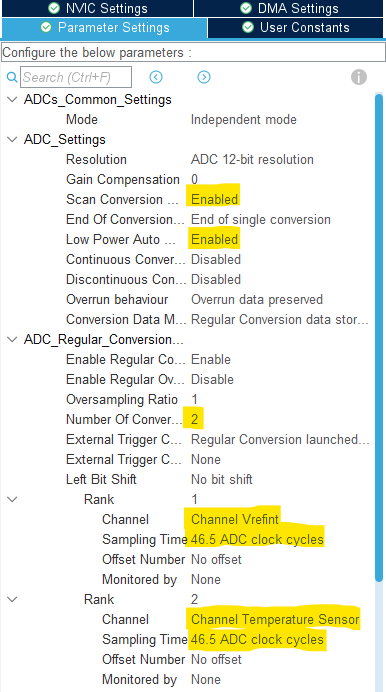 NVIC Settings DMA Settings
Parameter Settings User Constants
Configure the below parameters :
Search (Ctrl+F)
ADCs_Common_Settings
Mode Independent mode
ADC_Settings
Resolution ADC 12-bit resolution
Gain Compensation 0
Scan Conversion ... Enabled
End Of Conversion... End of single conversion
Low Power Auto ... Enabled
Continuous Conver... Disabled
Discontinuous Con... Disabled
Overrun behaviour Overrun data preserved
Conversion Data M... Regular Conversion data stor...
ADC_Regular_Conversion...
Enable Regular Co... Enable
Enable Regular Ov... Disable
Oversampling Ratio 1
Number Of Conver... 2
External Trigger C... Regular Conversion launched...
External Trigger C... None
Left Bit Shift No bit shift
Rank 1
Channel Channel Vrefint
Sampling Time 46.5 ADC clock cycles
Offset Number No offset
Monitored by None
Rank 2
Channel Channel Temperature Sensor
Sampling Time 46.5 ADC clock cycles
Offset Number No offset
Monitored by None